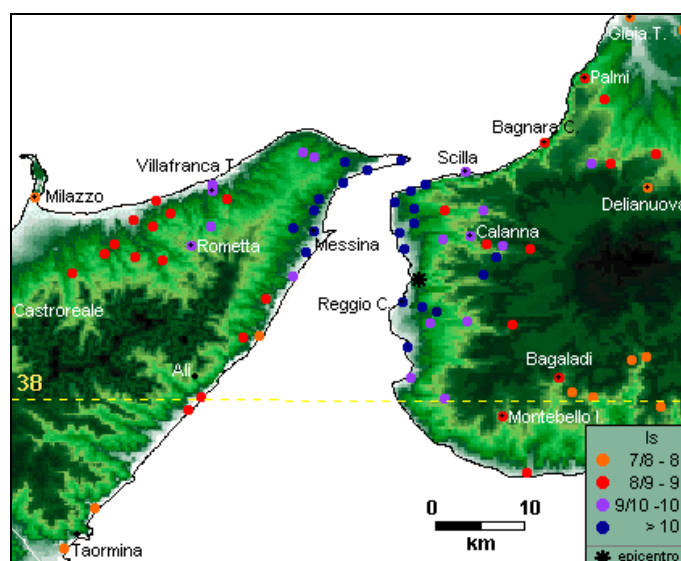 Gioia T.
Palmi
Bagnara C.
Scilla
Villafranca T.
Milazzo
Delianuova
Calanna
Rometta
Messina
Reggio C.
Castroreale
Bagaladi
Alì
38
Montebello I.
Is
7/8 - 8
8/9 - 9
9/10 -10
> 10
epicentro
0 10
km
Taormina